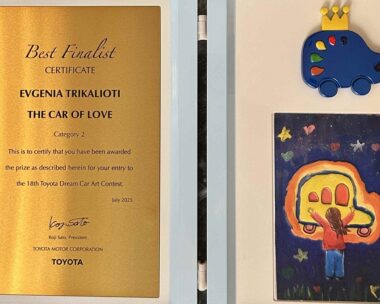 Best Finalist
CERTIFICATE
EVGENIA TRIKALIOTI
THE CAR OF LOVE
Category 2
This is to certify that you have been awarded
the prize as described herein for your entry to
the 18th Toyota Dream Car Art Contest.
July 2025
Koji Sato
Koji Sato, President
TOYOTA MOTOR CORPORATION
TOYOTA